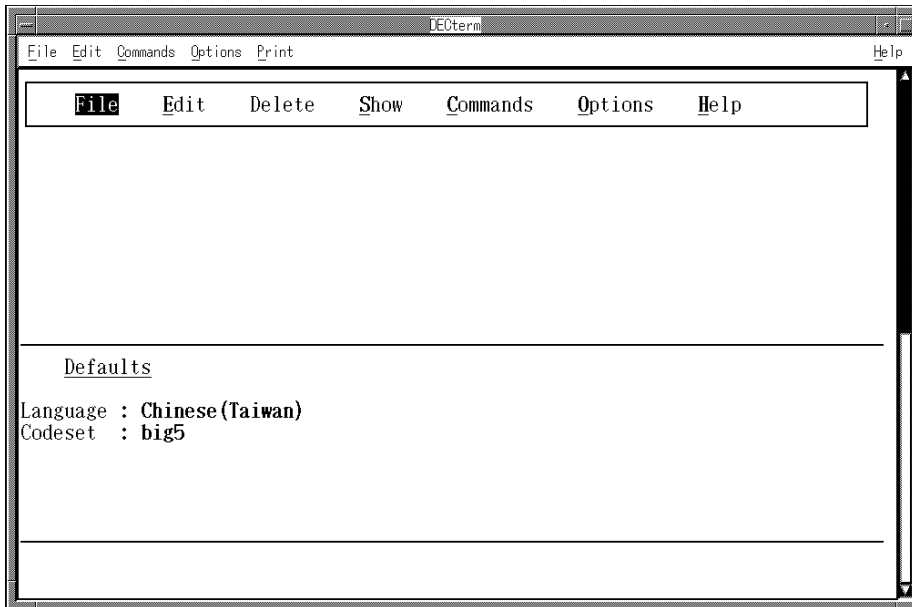 DECterm
File Edit Commands Options Print Help
File Edit Delete Show Commands Options Help
Defaults
Language : Chinese(Taiwan)
Codeset : big5